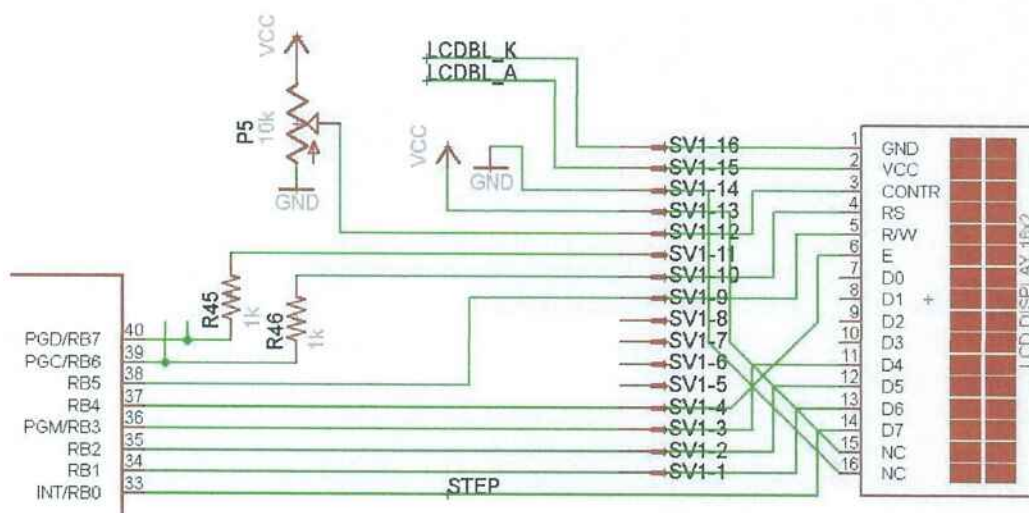 VCC
P5
10k
GND
LCDBL_K
LCDBL_A
VCC
GND
SV1-16
SV1-15
SV1-14
SV1-13
SV1-12
SV1-11
SV1-10
SV1-9
SV1-8
SV1-7
SV1-6
SV1-5
SV1-4
SV1-3
SV1-2
SV1-1
R45
1k
R46
1k
PGD/RB7 40
PGC/RB6 39
RB5 38
RB4 37
PGM/RB3 36
RB2 35
RB1 34
INT/RB0 33
STEP
1 GND
2 VCC
3 CONTR
4 RS
5 R/W
6 E
7 D0
8 D1 +
9 D2
10 D3
11 D4
12 D5
13 D6
14 D7
15 NC
16 NC
LCD DISPLAY 16x2